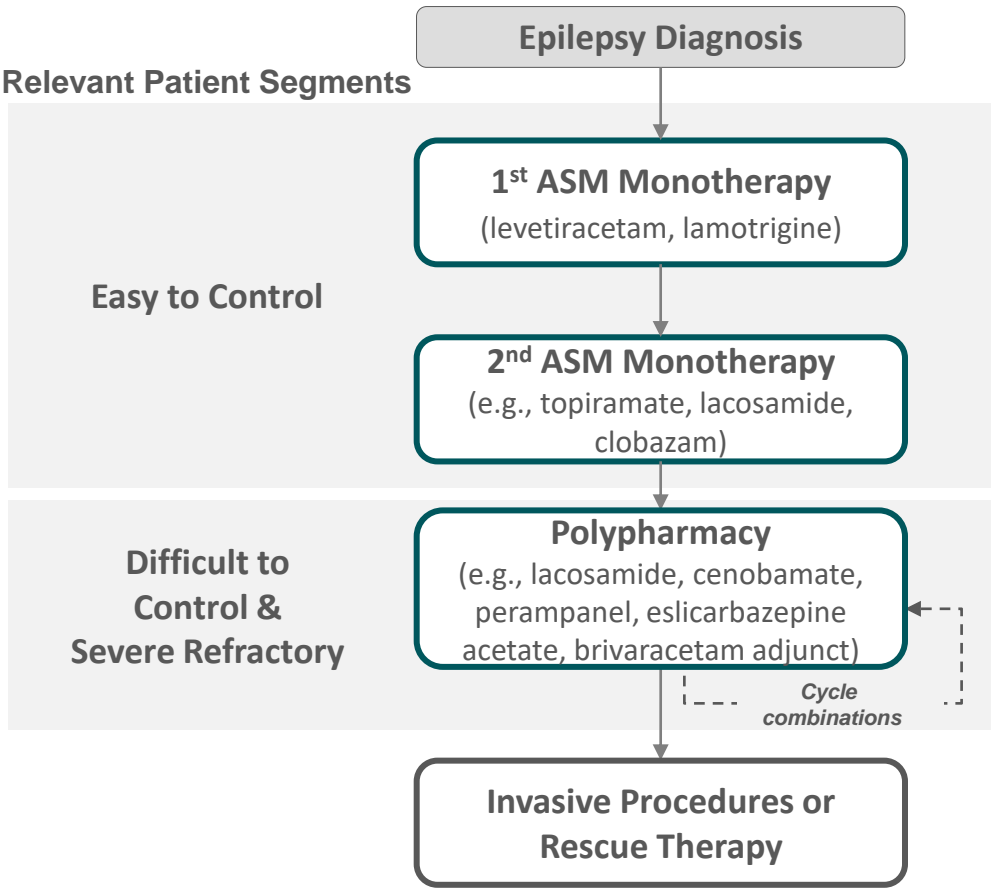 Epilepsy Diagnosis
Relevant Patient Segments
1st ASM Monotherapy
(levetiracetam, lamotrigine)
Easy to Control
2nd ASM Monotherapy
(e.g., topiramate, lacosamide,
clobazam)
Polypharmacy
(e.g., lacosamide, cenobamate,
perampanel, eslicarbazepine
acetate, brivaracetam adjunct)
Difficult to
Control &
Severe Refractory
Cycle
combinations
Invasive Procedures or
Rescue Therapy